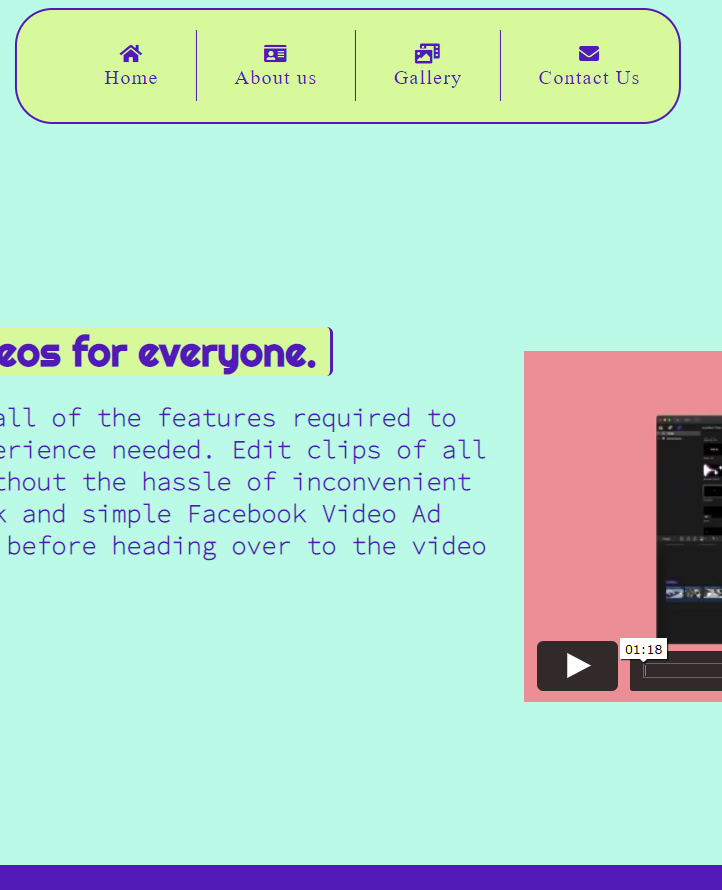 Home
About us
Gallery
Contact Us
eos for everyone.
all of the features required to
erience needed. Edit clips of all
thout the hassle of inconvenient
k and simple Facebook Video Ad
before heading over to the video
01:18